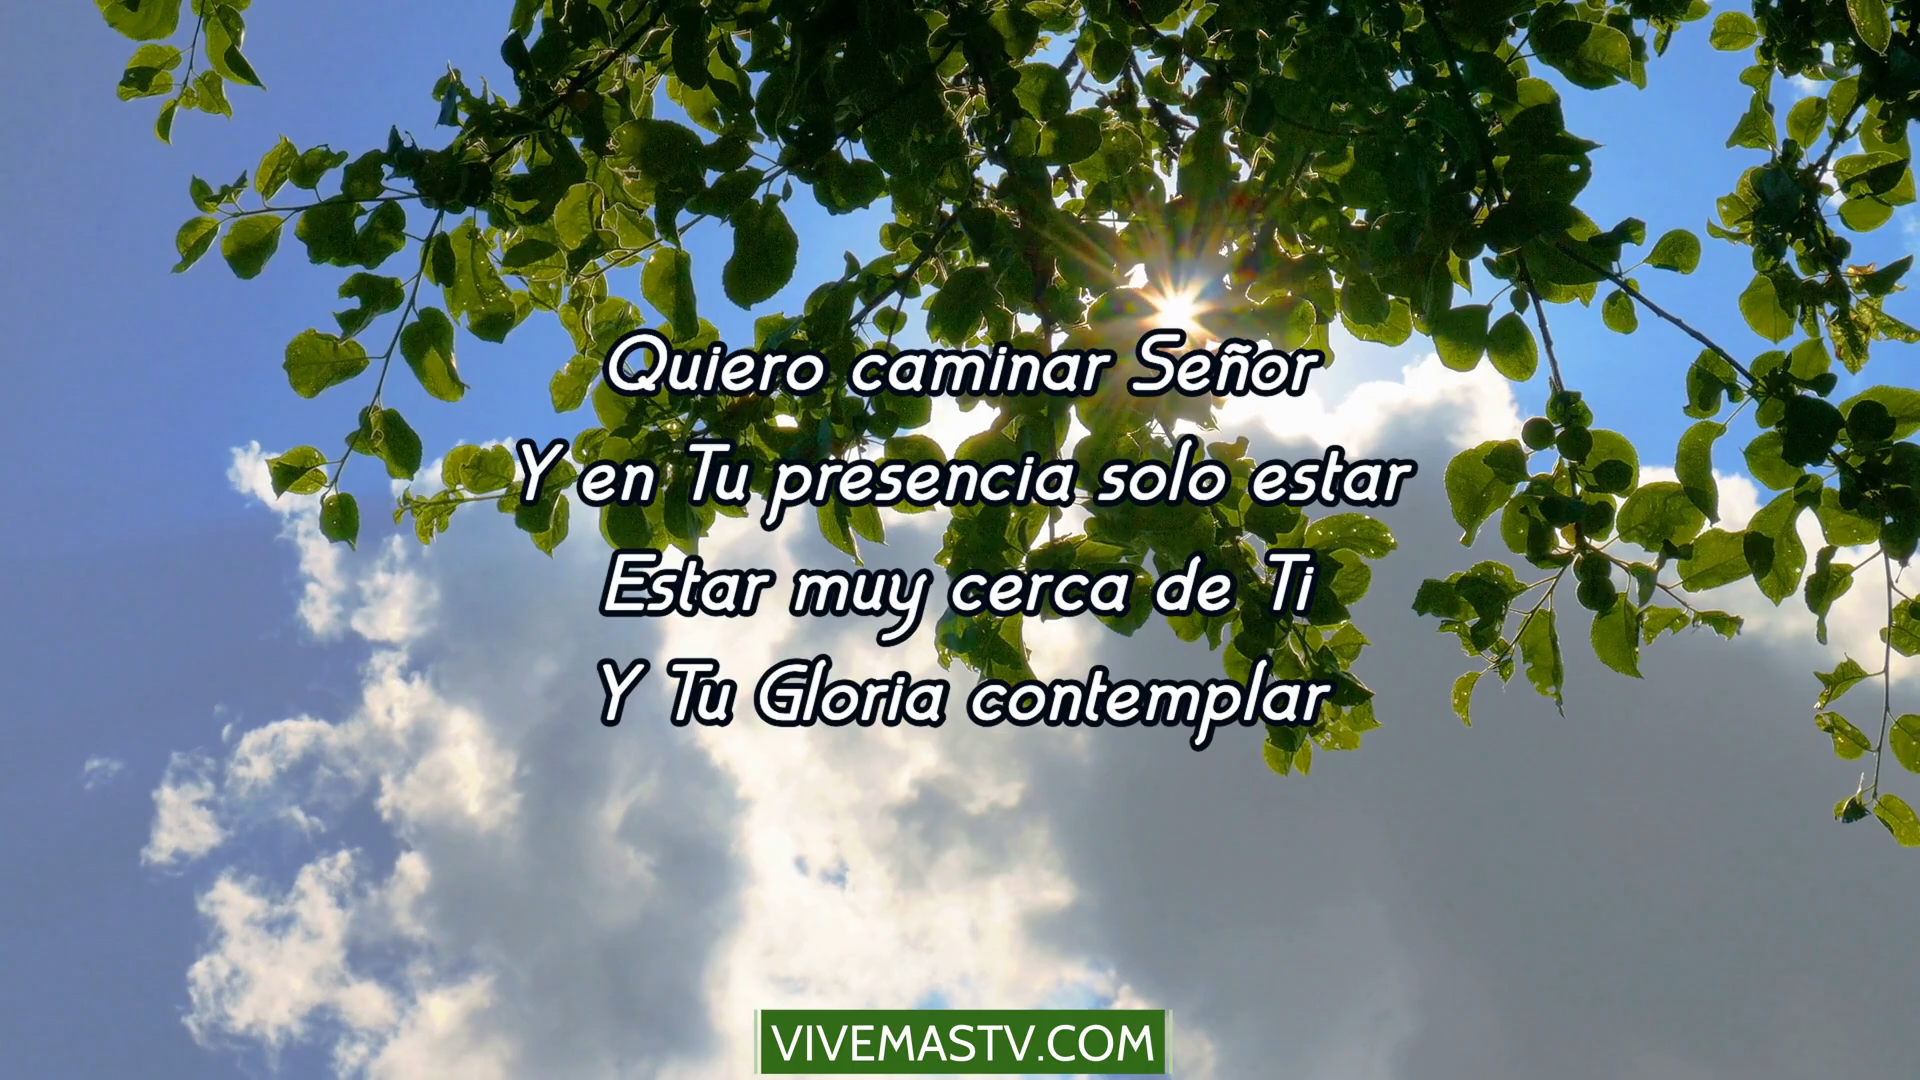 Quiero caminar Señor
Y en Tu presencia solo estar
Estar muy cerca de Ti
Y Tu Gloria contemplar
VIVEMASTV.COM